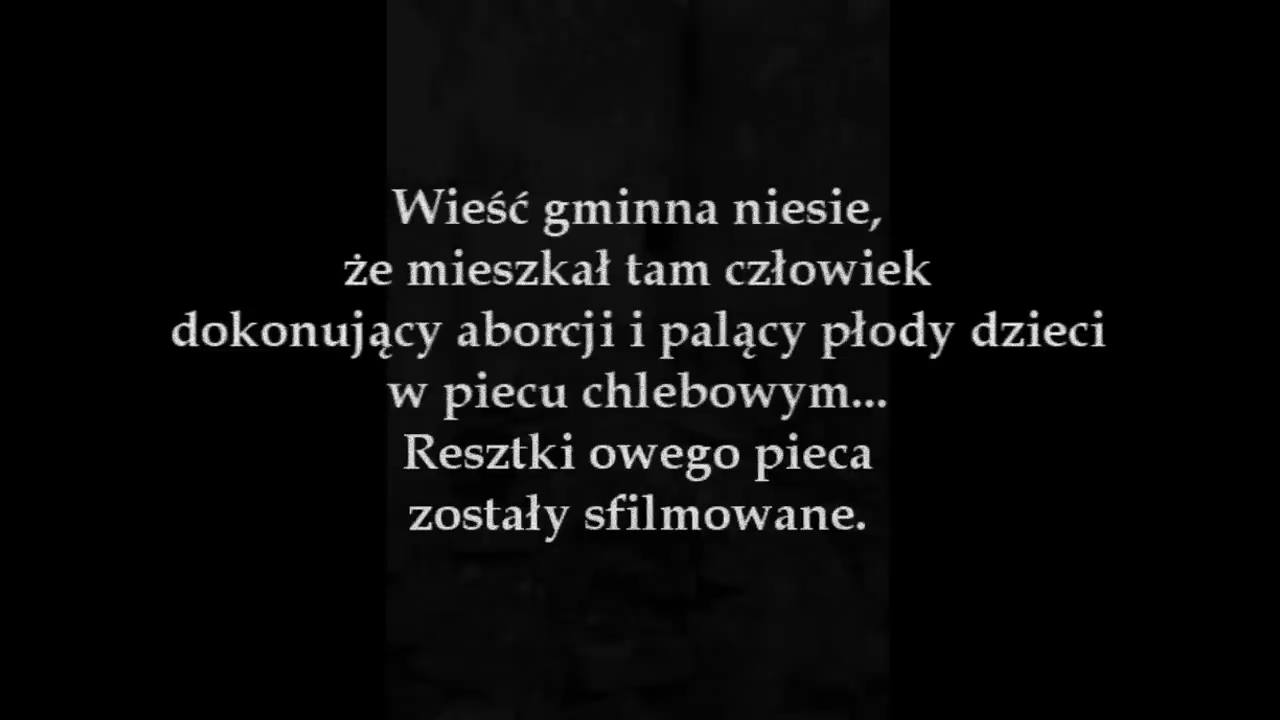 Wieść gminna niesie,
że mieszkał tam człowiek
dokonujący aborcji i palący płody dzieci
w piecu chlebowym...
Resztki owego pieca
zostały sfilmowane.